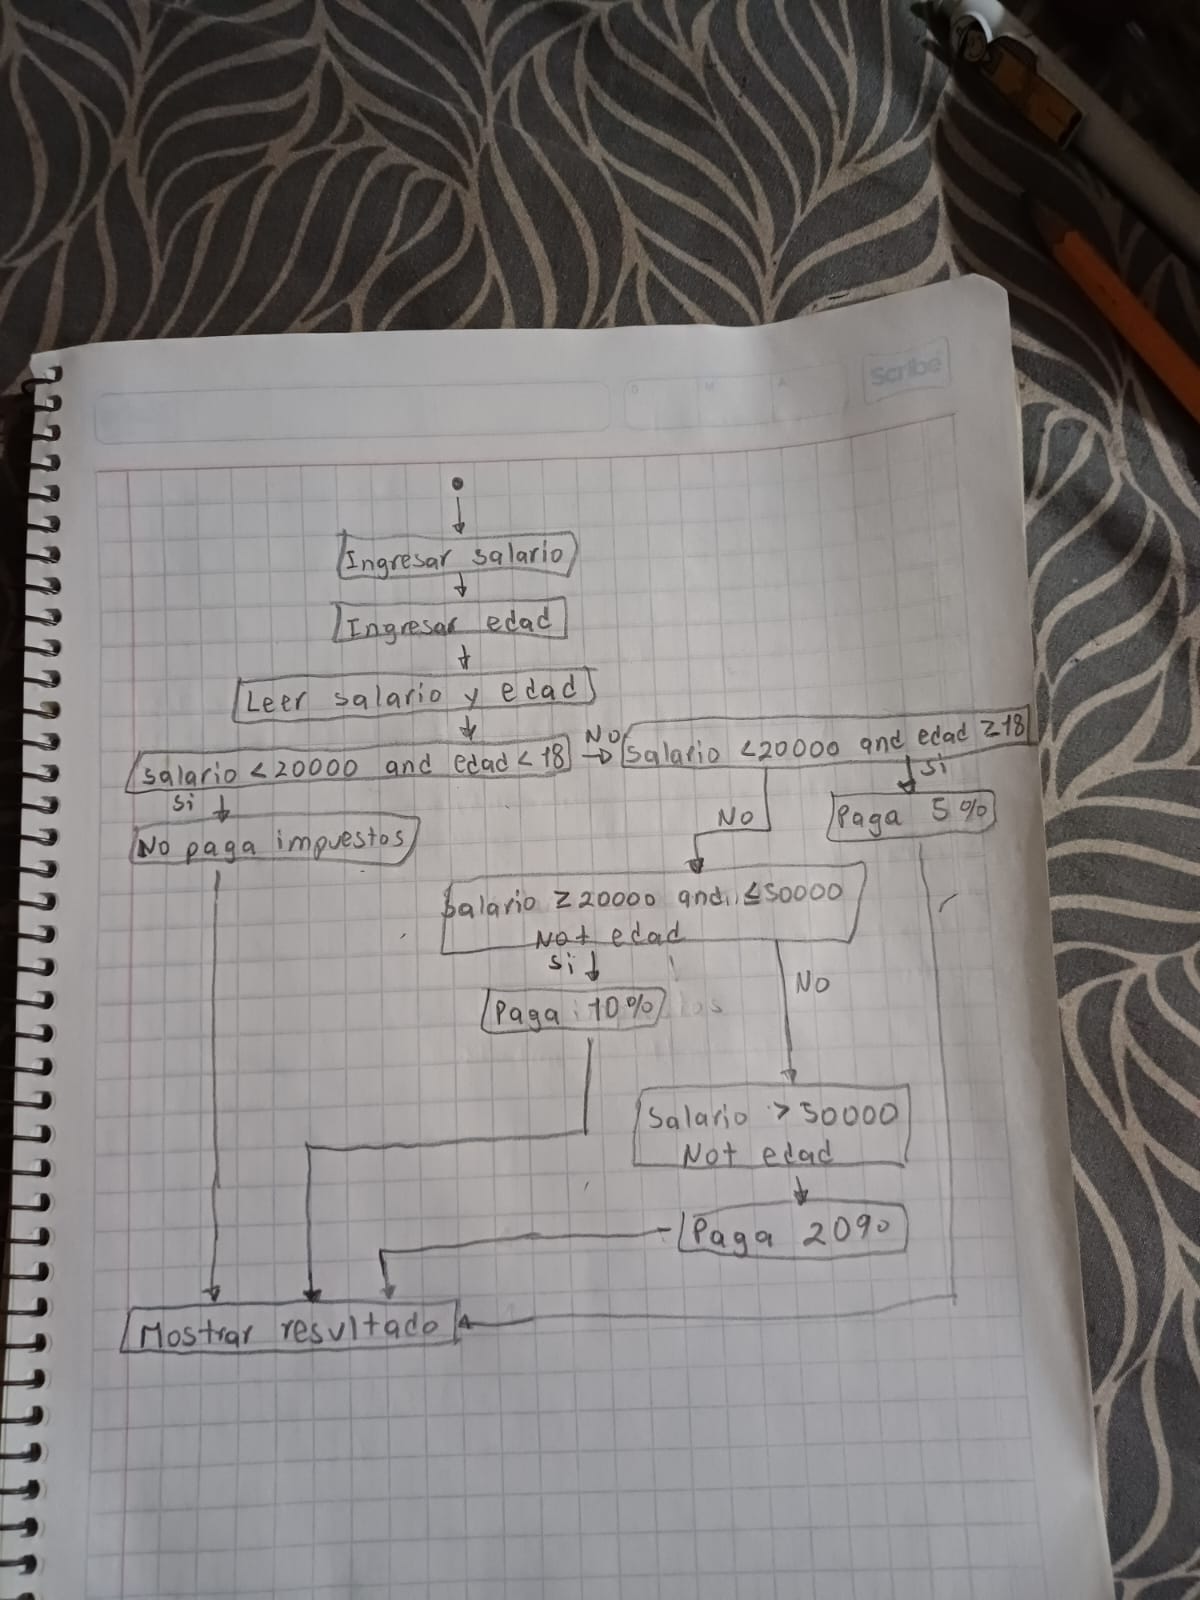 Scribe
D M A
Ingresar salario
Ingresar edad
Leer salario y edad
salario < 20000 and edad < 18
No
Salario < 20000 and edad ≥ 18
Si
Si
No paga impuestos
No
Paga 5%
Salario ≥ 20000 and ≤ 50000
Not edad
Si
No
Paga 10%
Salario > 50000
Not edad
Paga 20%
Mostrar resultado